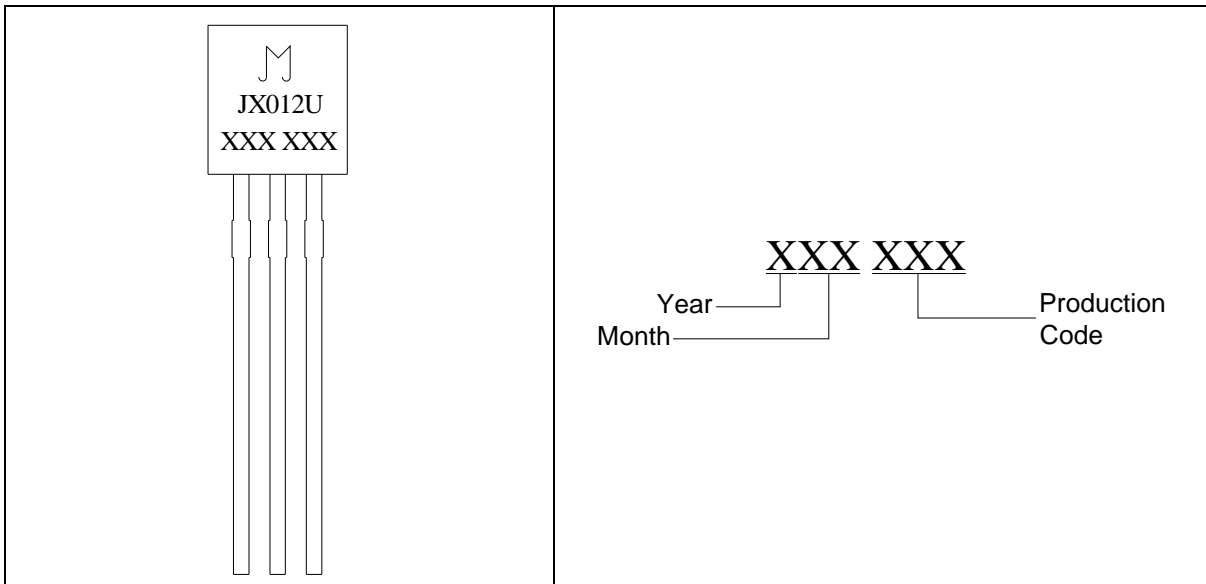 JX012U
XXX XXX
XXX XXX
Year
Month
Production
Code